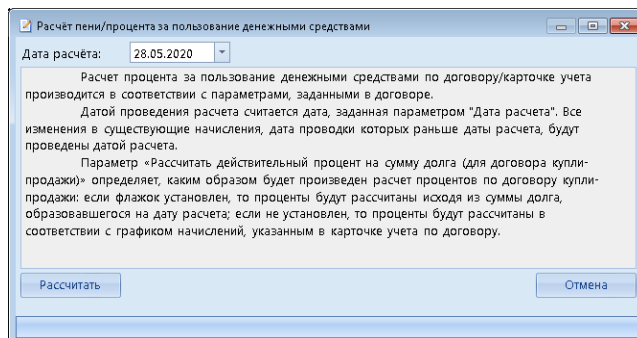 Расчёт пени/процента за пользование денежными средствами
Дата расчёта: 28.05.2020
Расчет процента за пользование денежными средствами по договору/карточке учета
производится в соответствии с параметрами, заданными в договоре.
Датой проведения расчета считается дата, заданная параметром "Дата расчета". Все
изменения в существующие начисления, дата проводки которых раньше даты расчета, будут
проведены датой расчета.
Параметр «Рассчитать действительный процент на сумму долга (для договора купли-
продажи)» определяет, каким образом будет произведен расчет процентов по договору купли-
продажи: если флажок установлен, то проценты будут рассчитаны исходя из суммы долга,
образовавшегося на дату расчета; если не установлен, то проценты будут рассчитаны в
соответствии с графиком начислений, указанным в карточке учета по договору.
Рассчитать Отмена